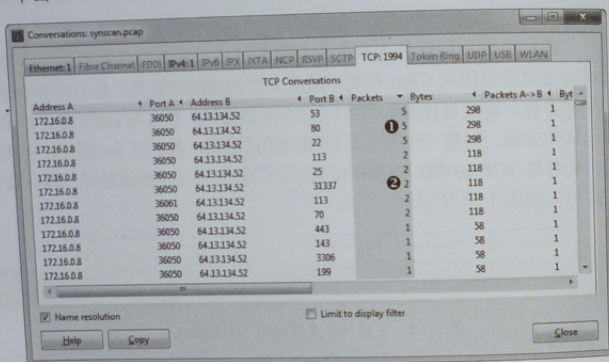 Conversations: synscan.pcap
Ethernet: 1 Fibre Channel FDDI IPv4: 1 IPv6 IPX JXTA NCP RSVP SCTP TCP: 1994 Token Ring UDP USB WLAN
TCP Conversations
Address A Port A Address B Port B Packets Bytes Packets A->B Byt
172.16.0.8 36050 64.13.134.52 53 5 298 1
172.16.0.8 36050 64.13.134.52 80 ❶ 5 298 1
172.16.0.8 36050 64.13.134.52 22 5 298 1
172.16.0.8 36050 64.13.134.52 113 2 118 1
172.16.0.8 36050 64.13.134.52 25 2 118 1
172.16.0.8 36050 64.13.134.52 31337 ❷ 2 118 1
172.16.0.8 36061 64.13.134.52 113 2 118 1
172.16.0.8 36050 64.13.134.52 70 2 118 1
172.16.0.8 36050 64.13.134.52 443 1 58 1
172.16.0.8 36050 64.13.134.52 143 1 58 1
172.16.0.8 36050 64.13.134.52 3306 1 58 1
172.16.0.8 36050 64.13.134.52 199 1 58 1
Name resolution Limit to display filter
Help Copy Close